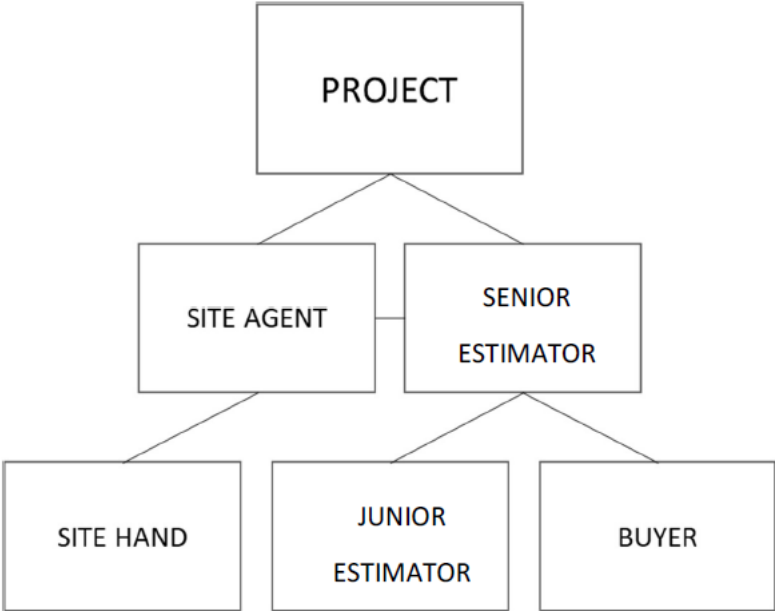 PROJECT
SITE AGENT
SENIOR
ESTIMATOR
SITE HAND
JUNIOR
ESTIMATOR
BUYER